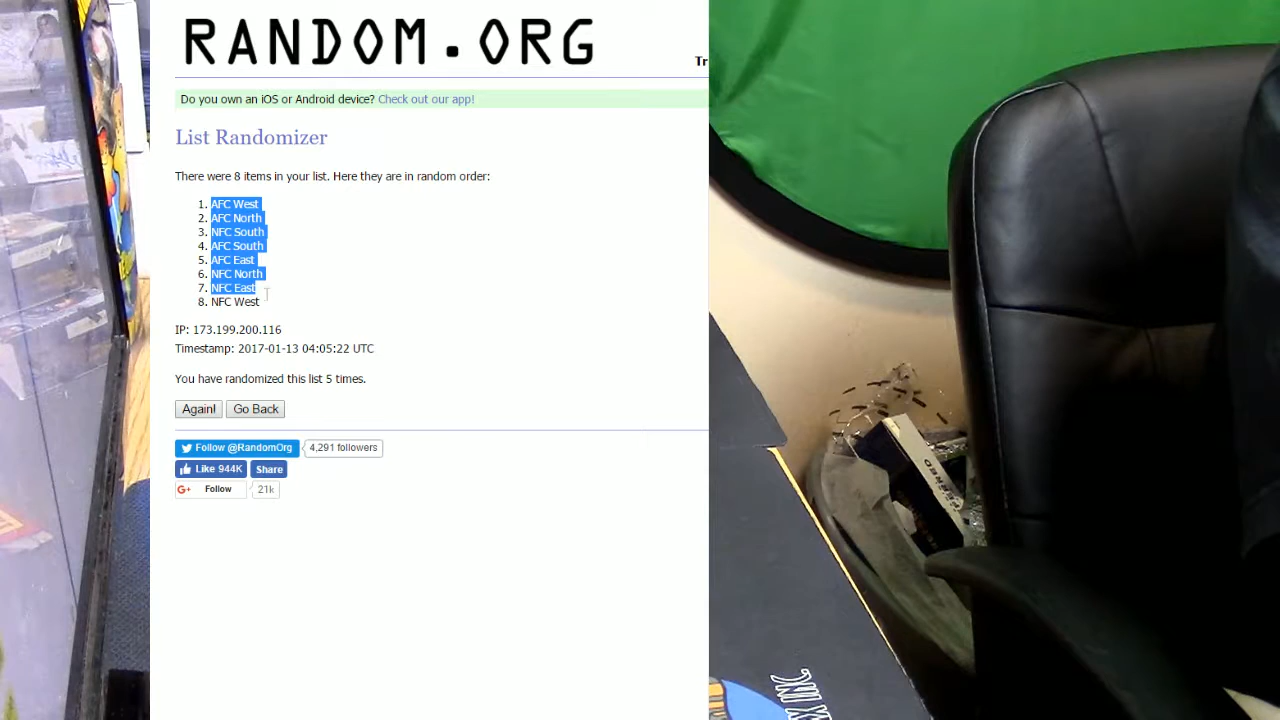 RANDOM.ORG
Tr
Do you own an iOS or Android device? Check out our app!
List Randomizer
There were 8 items in your list. Here they are in random order:
1. AFC West
2. AFC North
3. NFC South
4. AFC South
5. AFC East
6. NFC North
7. NFC East
8. NFC West
IP: 173.199.200.116
Timestamp: 2017-01-13 04:05:22 UTC
You have randomized this list 5 times.
Again! Go Back
Follow @RandomOrg 4,291 followers
Like 944K Share
G+ Follow 21k
X INC